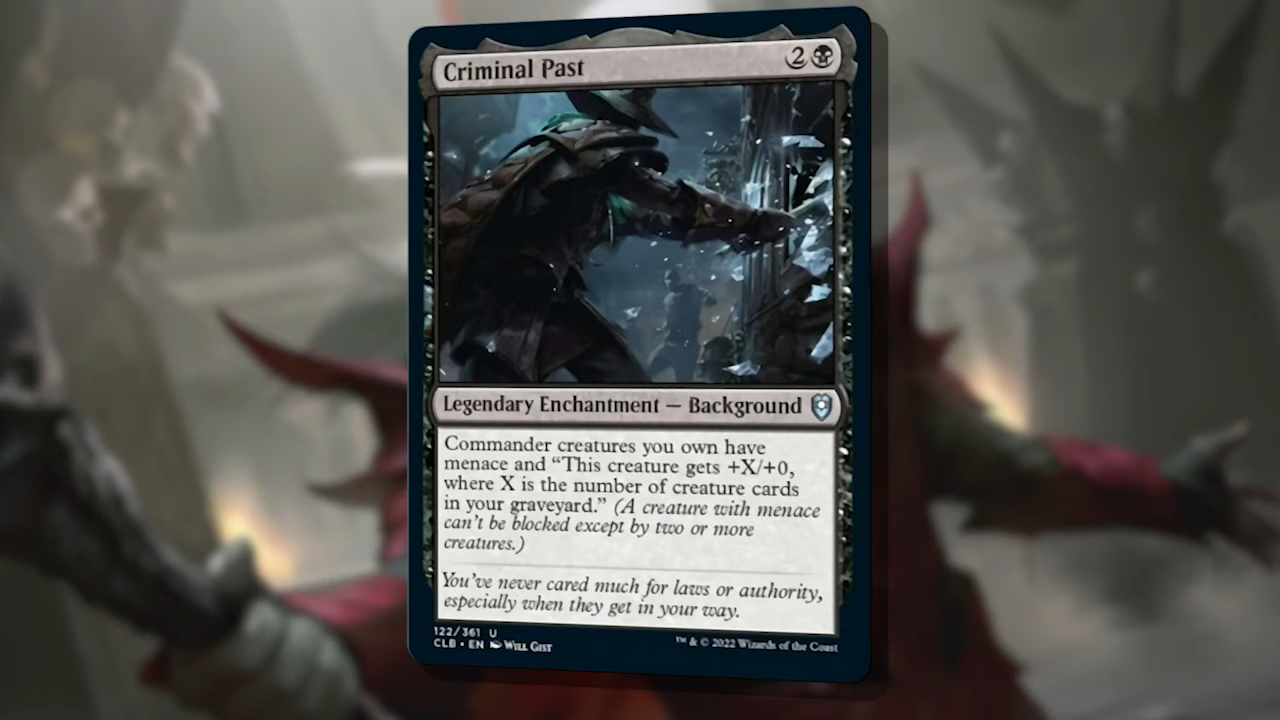 Criminal Past 2
Legendary Enchantment — Background
Commander creatures you own have
menace and “This creature gets +X/+0,
where X is the number of creature cards
in your graveyard.” (A creature with menace
can’t be blocked except by two or more
creatures.)
You’ve never cared much for laws or authority,
especially when they get in your way.
122/361 U
CLB • EN Will Gist
™ & © 2022 Wizards of the Coast